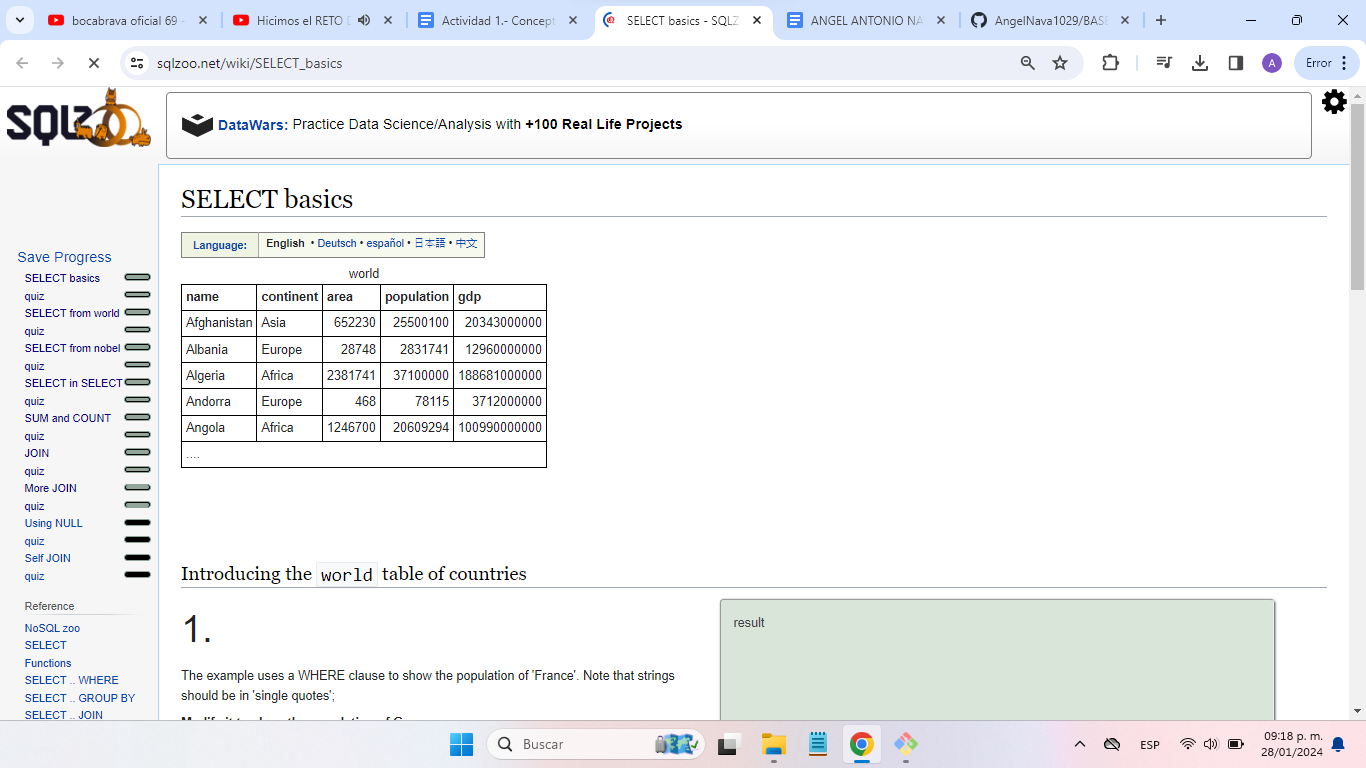 bocabrava oficial 69 -
Hicimos el RETO D
Actividad 1.- Concept
SELECT basics - SQLZ
ANGEL ANTONIO NA
AngelNava1029/BASE
sqlzoo.net/wiki/SELECT_basics
A
Error
SQLZOO
DataWars: Practice Data Science/Analysis with +100 Real Life Projects
SELECT basics
Language: English • Deutsch • español • 日本語 • 中文
Save Progress
SELECT basics
quiz
SELECT from world
quiz
SELECT from nobel
quiz
SELECT in SELECT
quiz
SUM and COUNT
quiz
JOIN
quiz
More JOIN
quiz
Using NULL
quiz
Self JOIN
quiz
Reference
NoSQL zoo
SELECT
Functions
SELECT .. WHERE
SELECT .. GROUP BY
SELECT .. JOIN
world
name continent area population gdp
Afghanistan Asia 652230 25500100 20343000000
Albania Europe 28748 2831741 12960000000
Algeria Africa 2381741 37100000 188681000000
Andorra Europe 468 78115 3712000000
Angola Africa 1246700 20609294 100990000000
....
Introducing the world table of countries
1.
The example uses a WHERE clause to show the population of 'France'. Note that strings
should be in 'single quotes';
result
Buscar
ESP
09:18 p. m.
28/01/2024